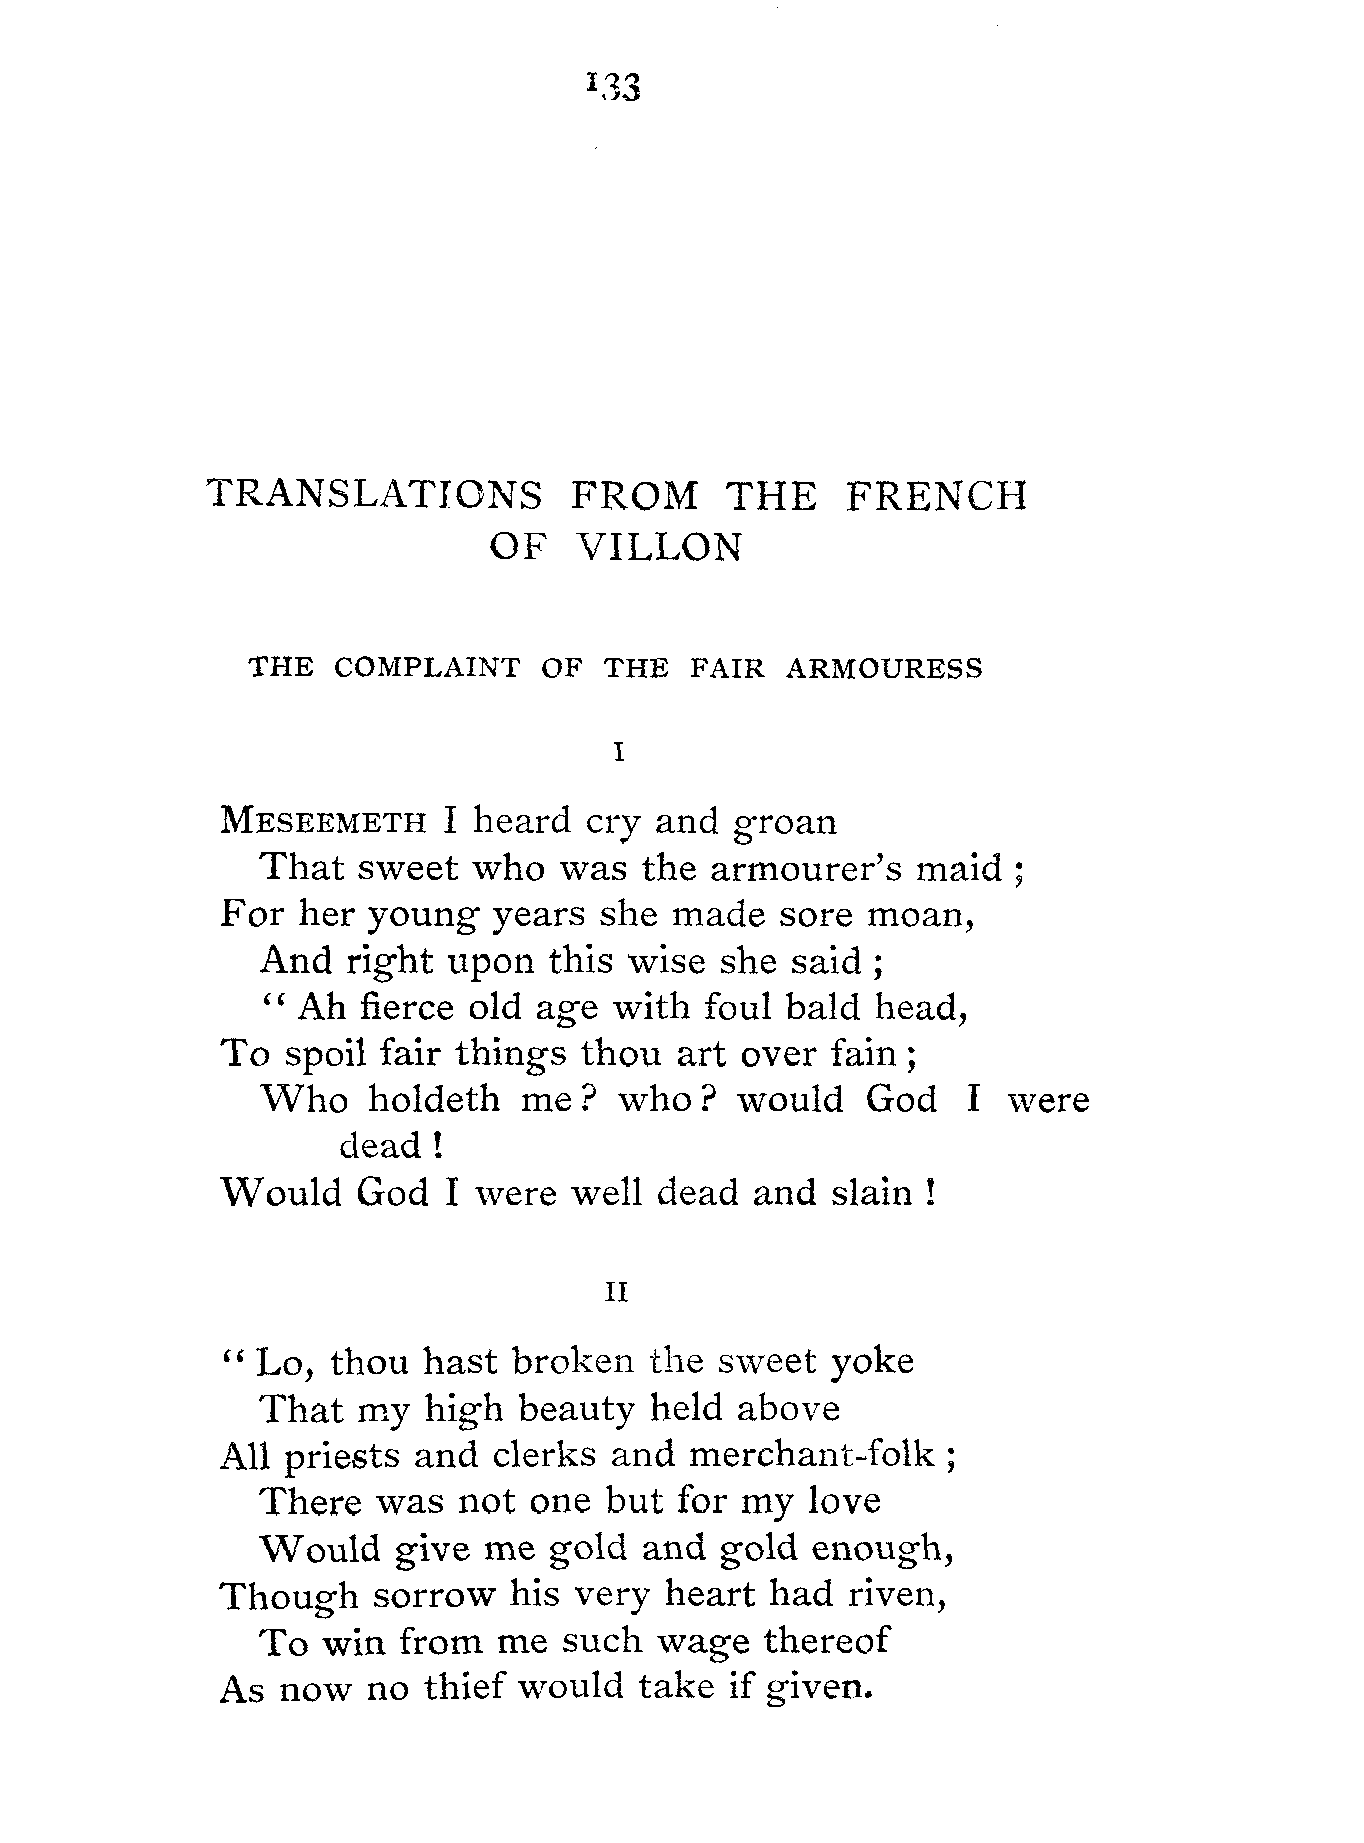 133
TRANSLATIONS FROM THE FRENCH
OF VILLON
THE COMPLAINT OF THE FAIR ARMOURESS
I
MESEEMETH I heard cry and groan
That sweet who was the armourer's maid ;
For her young years she made sore moan,
And right upon this wise she said ;
“ Ah fierce old age with foul bald head,
To spoil fair things thou art over fain ;
Who holdeth me ? who ? would God I were
dead !
Would God I were well dead and slain !
II
“ Lo, thou hast broken the sweet yoke
That my high beauty held above
All priests and clerks and merchant-folk ;
There was not one but for my love
Would give me gold and gold enough,
Though sorrow his very heart had riven,
To win from me such wage thereof
As now no thief would take if given.